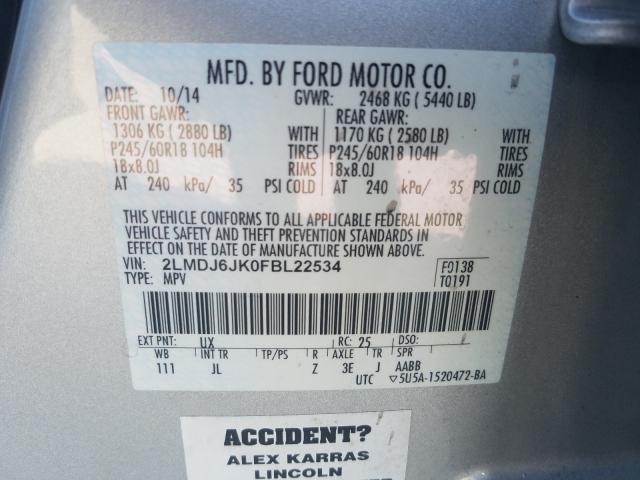 MFD. BY FORD MOTOR CO.
DATE: 10/14 GVWR: 2468 KG ( 5440 LB)
FRONT GAWR: REAR GAWR:
1306 KG ( 2880 LB) WITH 1170 KG ( 2580 LB) WITH
P245/60R18 104H TIRES P245/60R18 104H TIRES
18x8.0J RIMS 18x8.0J RIMS
AT 240 kPa/ 35 PSI COLD AT 240 kPa/ 35 PSI COLD
THIS VEHICLE CONFORMS TO ALL APPLICABLE FEDERAL MOTOR
VEHICLE SAFETY AND THEFT PREVENTION STANDARDS IN
EFFECT ON THE DATE OF MANUFACTURE SHOWN ABOVE.
VIN: 2LMDJ6JK0FBL22534 F0138
TYPE: MPV T0191
EXT PNT: UX RC: 25 DSO:
WB INT TR TP/PS R AXLE TR SPR
111 JL Z 3E J AABB
UTC ▽5U5A-1520472-BA
ACCIDENT?
ALEX KARRAS
LINCOLN